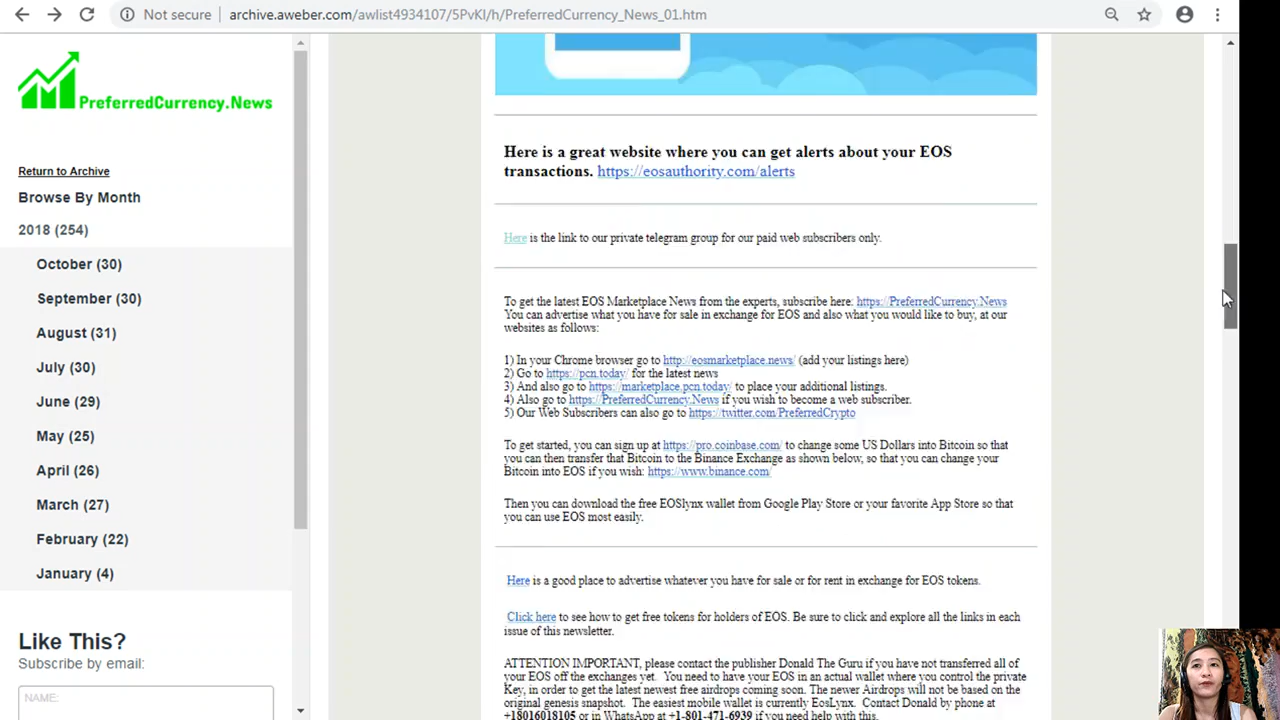 Not secure | archive.aweber.com/awlist4934107/5PvKl/h/PreferredCurrency_News_01.htm
PreferredCurrency.News
Return to Archive
Browse By Month
2018 (254)
October (30)
September (30)
August (31)
July (30)
June (29)
May (25)
April (26)
March (27)
February (22)
January (4)
Like This?
Subscribe by email:
NAME:
Here is a great website where you can get alerts about your EOS
transactions. https://eosauthority.com/alerts
Here is the link to our private telegram group for our paid web subscribers only.
To get the latest EOS Marketplace News from the experts, subscribe here: https://PreferredCurrency.News
You can advertise what you have for sale in exchange for EOS and also what you would like to buy, at our
websites as follows:
1) In your Chrome browser go to http://eosmarketplace.news/ (add your listings here)
2) Go to https://pcn.today/ for the latest news
3) And also go to https://marketplace.pcn.today/ to place your additional listings.
4) Also go to https://PreferredCurrency.News if you wish to become a web subscriber.
5) Our Web Subscribers can also go to https://twitter.com/PreferredCrypto
To get started, you can sign up at https://pro.coinbase.com/ to change some US Dollars into Bitcoin so that
you can then transfer that Bitcoin to the Binance Exchange as shown below, so that you can change your
Bitcoin into EOS if you wish: https://www.binance.com/
Then you can download the free EOSlynx wallet from Google Play Store or your favorite App Store so that
you can use EOS most easily.
Here is a good place to advertise whatever you have for sale or for rent in exchange for EOS tokens.
Click here to see how to get free tokens for holders of EOS. Be sure to click and explore all the links in each
issue of this newsletter.
ATTENTION IMPORTANT, please contact the publisher Donald The Guru if you have not transferred all of
your EOS off the exchanges yet. You need to have your EOS in an actual wallet where you control the private
Key, in order to get the latest newest free airdrops coming soon. The newer Airdrops will not be based on the
original genesis snapshot. The easiest mobile wallet is currently EosLynx. Contact Donald by phone at
+18016018105 or in WhatsApp at +1-801-471-6939 if you need help with this.